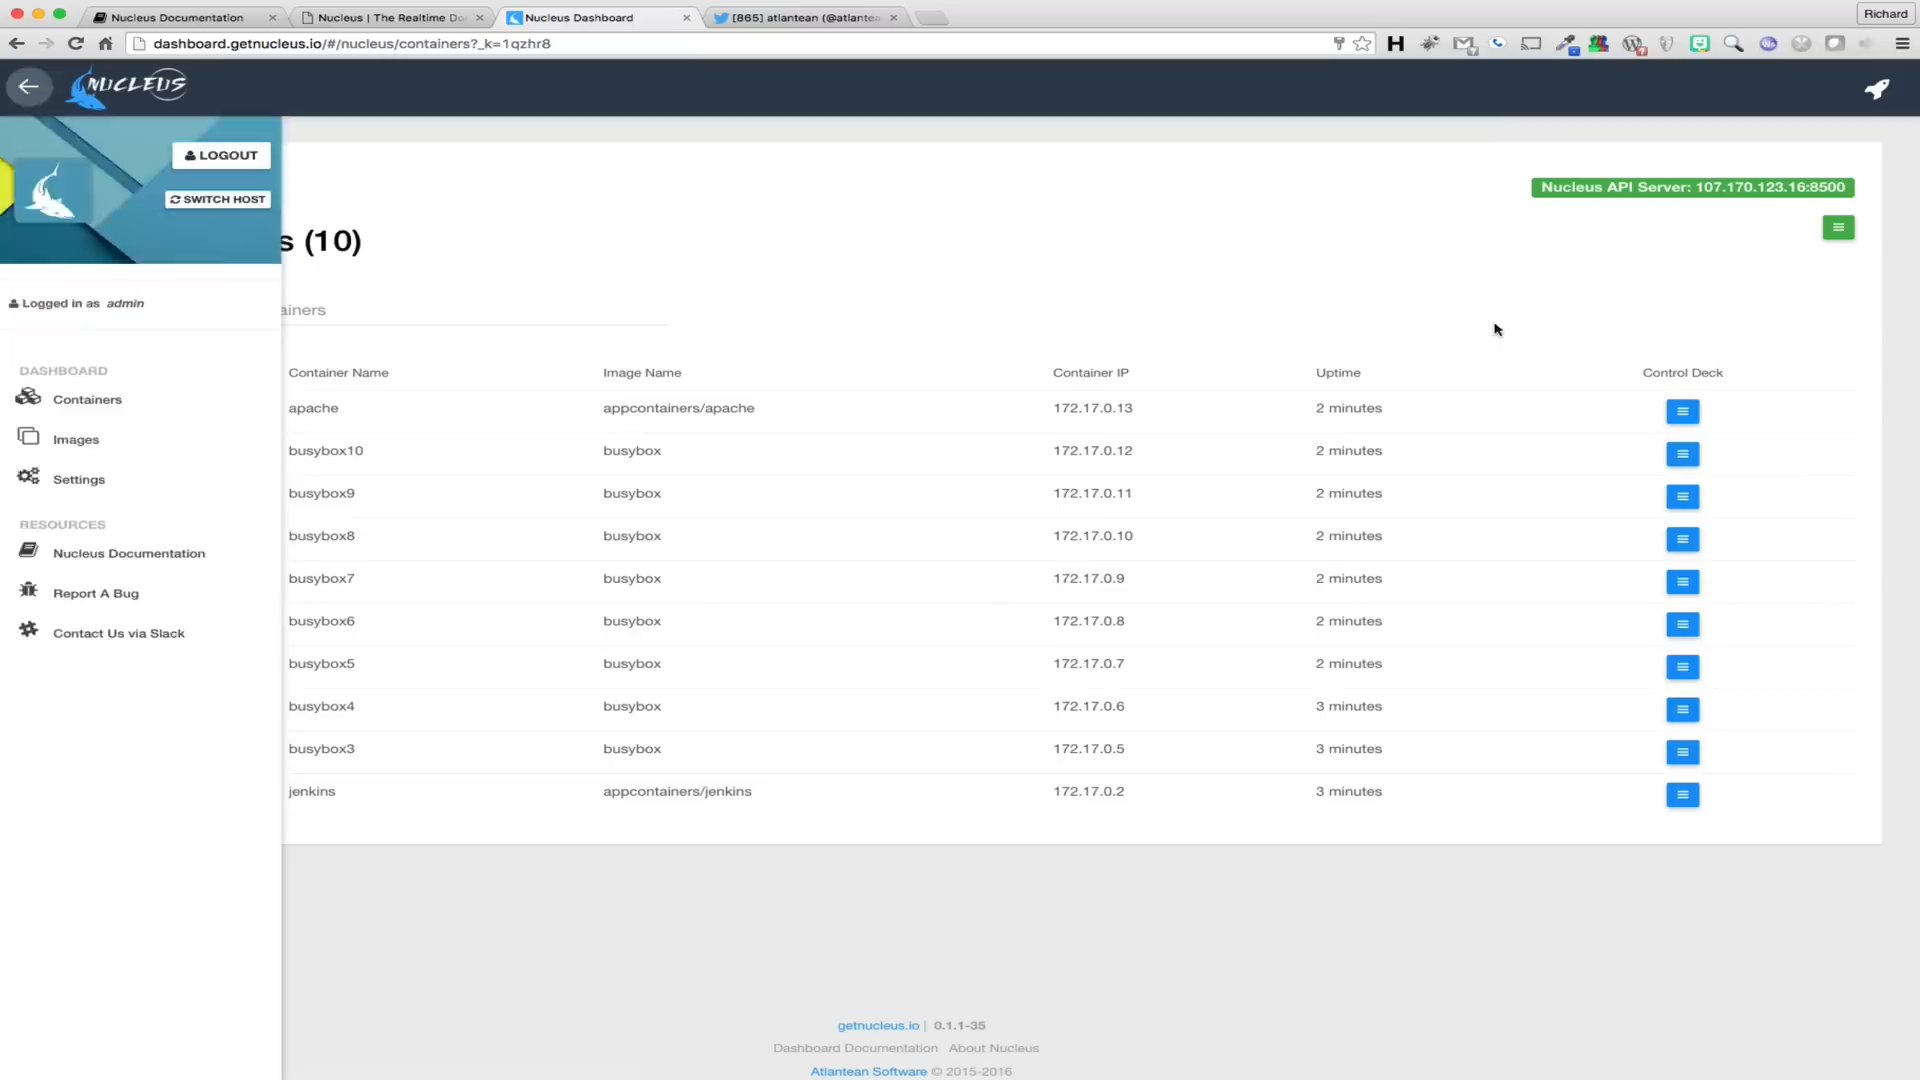 Nucleus Documentation
Nucleus | The Realtime Do
Nucleus Dashboard
[865] atlantean (@atlantea
Richard
dashboard.getnucleus.io/#/nucleus/containers?_k=1qzhr8
NUCLEUS
LOGOUT
SWITCH HOST
Nucleus API Server: 107.170.123.16:8500
s (10)
Logged in as admin
ainers
DASHBOARD
Containers
Images
Settings
RESOURCES
Nucleus Documentation
Report A Bug
Contact Us via Slack
Container Name Image Name Container IP Uptime Control Deck
apache appcontainers/apache 172.17.0.13 2 minutes
busybox10 busybox 172.17.0.12 2 minutes
busybox9 busybox 172.17.0.11 2 minutes
busybox8 busybox 172.17.0.10 2 minutes
busybox7 busybox 172.17.0.9 2 minutes
busybox6 busybox 172.17.0.8 2 minutes
busybox5 busybox 172.17.0.7 2 minutes
busybox4 busybox 172.17.0.6 3 minutes
busybox3 busybox 172.17.0.5 3 minutes
jenkins appcontainers/jenkins 172.17.0.2 3 minutes
getnucleus.io | 0.1.1-35
Dashboard Documentation About Nucleus
Atlantean Software © 2015-2016